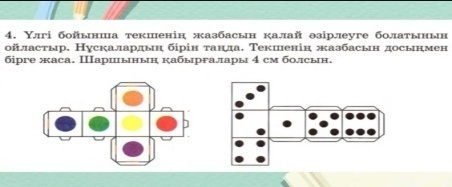 4. Үлгі бойынша текшенің жазбасын қалай әзірлеуге болатынын
ойластыр. Нұсқалардың бірін таңда. Текшенің жазбасын досыңмен
бірге жаса. Шаршының қабырғалары 4 см болсын.